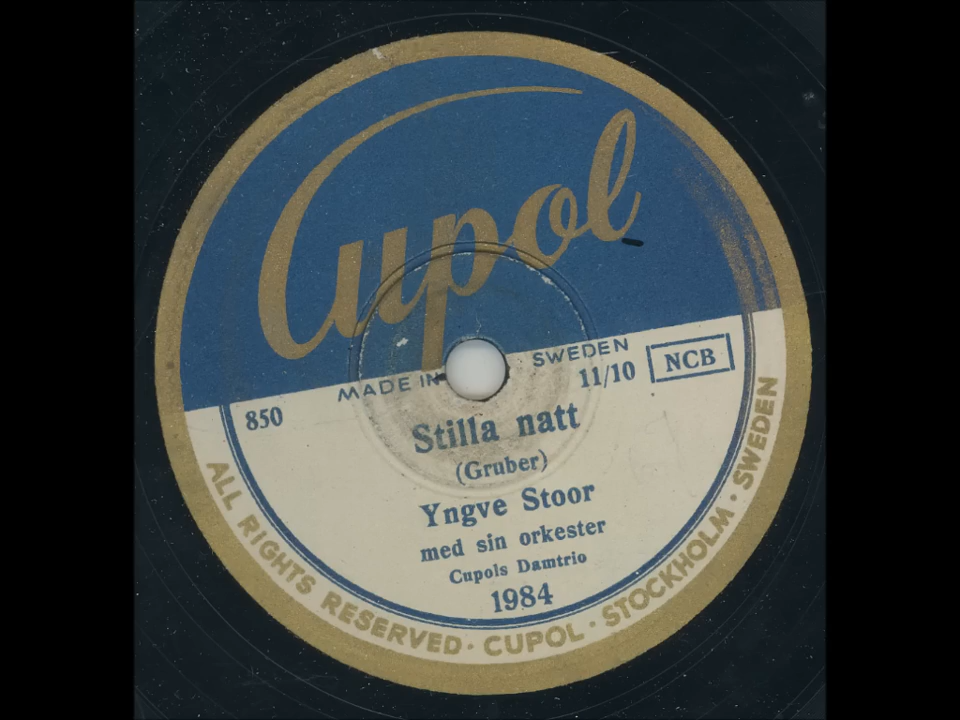 Cupol
MADE IN SWEDEN
850
11/10
NCB
Stilla natt
(Gruber)
Yngve Stoor
med sin orkester
Cupols Damtrio
1984
ALL RIGHTS RESERVED · CUPOL · STOCKHOLM · SWEDEN